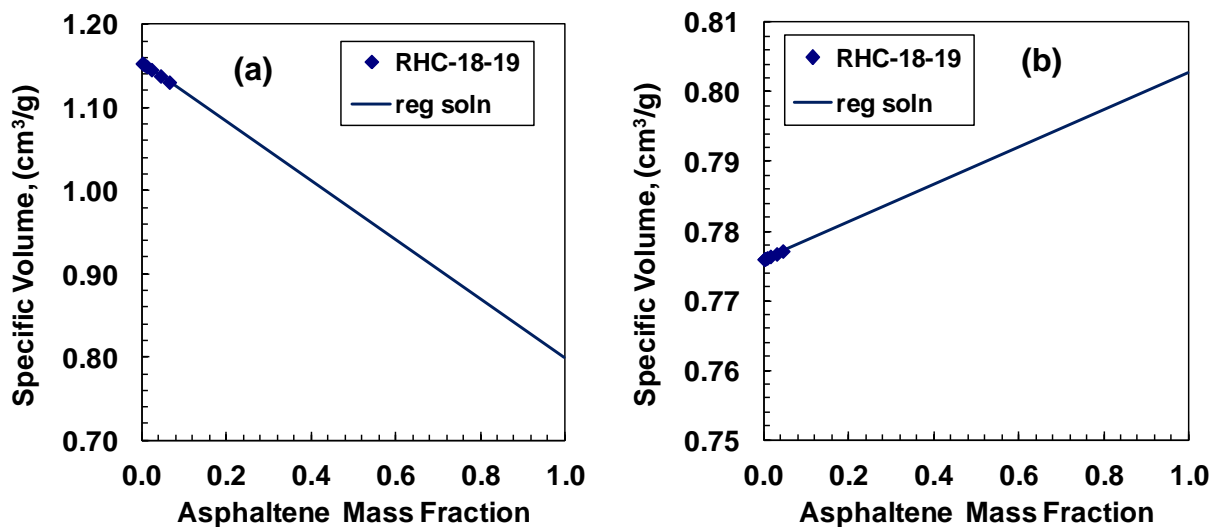 1.20
1.10
1.00
0.90
0.80
0.70
Specific Volume, (cm³/g)
(a)
RHC-18-19
reg soln
0.0 0.2 0.4 0.6 0.8 1.0
Asphaltene Mass Fraction
0.81
0.80
0.79
0.78
0.77
0.76
0.75
Specific Volume, (cm³/g)
RHC-18-19
reg soln
(b)
0.0 0.2 0.4 0.6 0.8 1.0
Asphaltene Mass Fraction